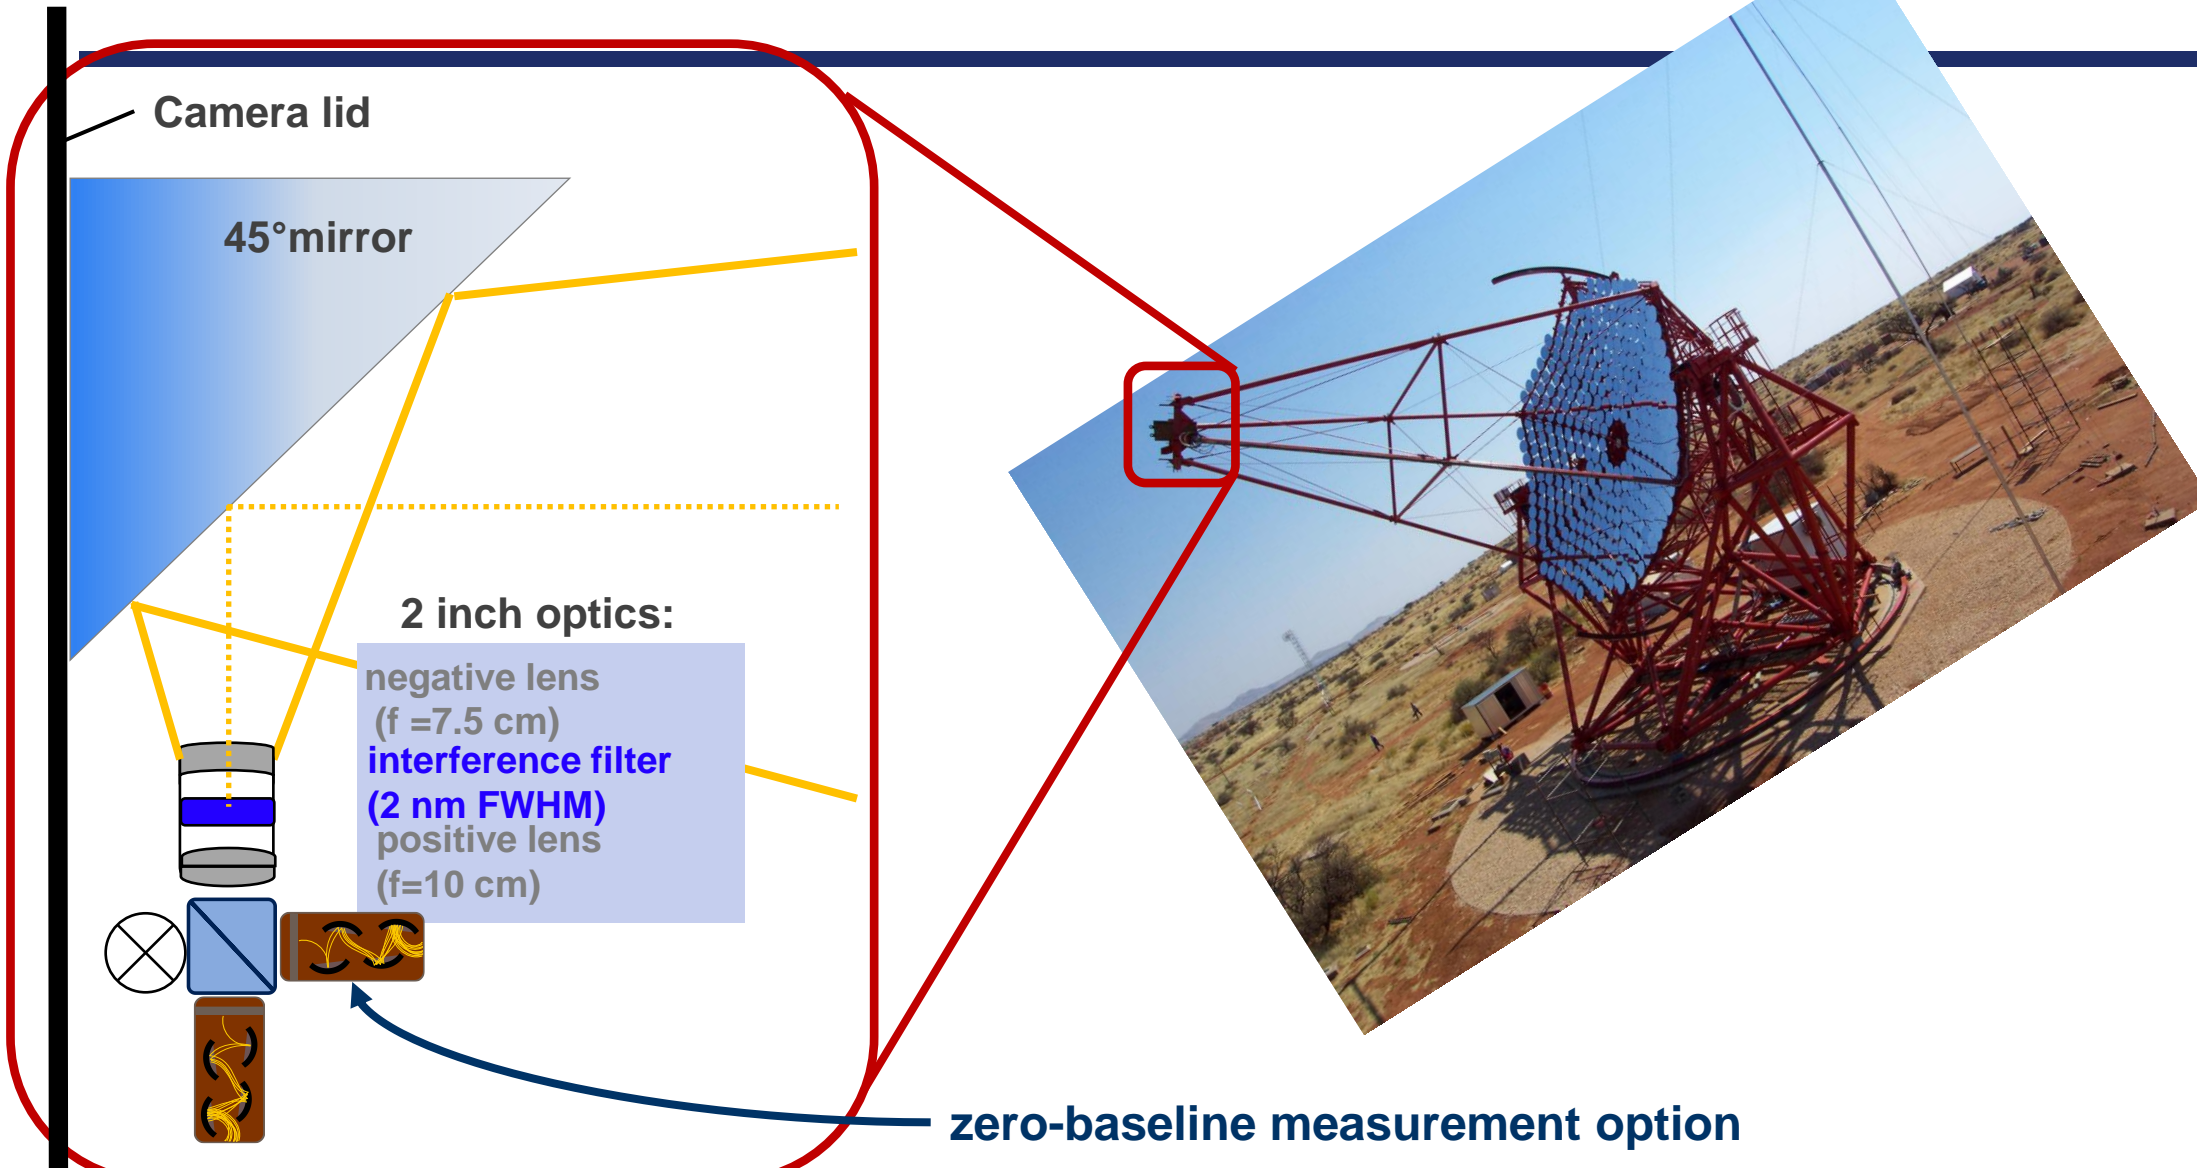 Camera lid
45°mirror
2 inch optics:
negative lens
(f =7.5 cm)
interference filter
(2 nm FWHM)
positive lens
(f=10 cm)
zero-baseline measurement option